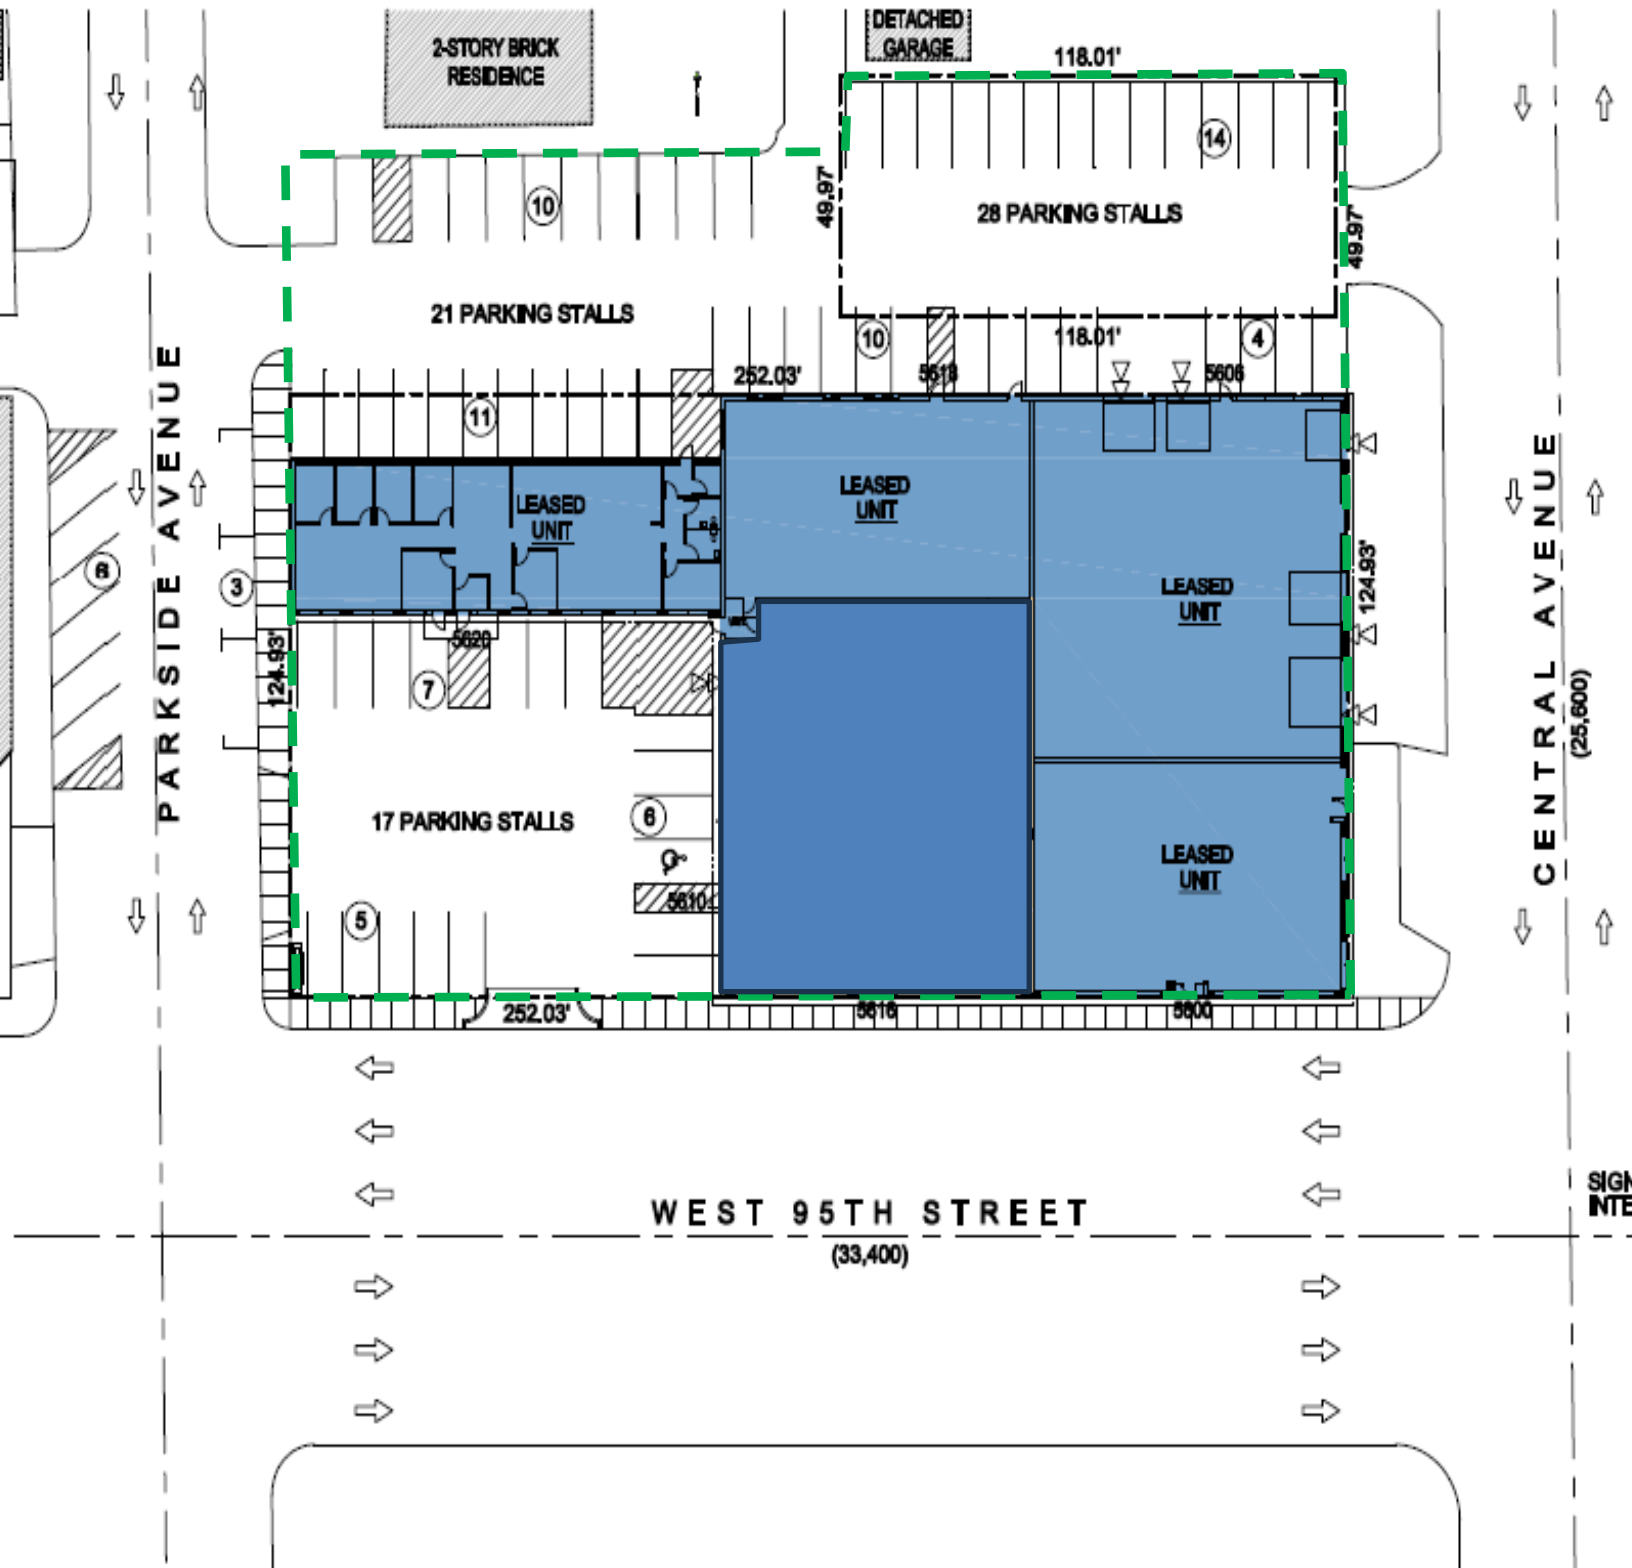 2-STORY BRICK
RESIDENCE
DETACHED
GARAGE
118.01'
14
10
49.97'
28 PARKING STALLS
49.97'
21 PARKING STALLS
10
118.01'
4
252.03'
5606
11
LEASED
UNIT
LEASED
UNIT
LEASED
UNIT
PARKSIDE AVENUE
CENTRAL AVENUE
(25,600)
124.93'
3
5620
124.93'
7
17 PARKING STALLS
6
LEASED
UNIT
5610
5
252.03'
5600
WEST 95TH STREET
(33,400)